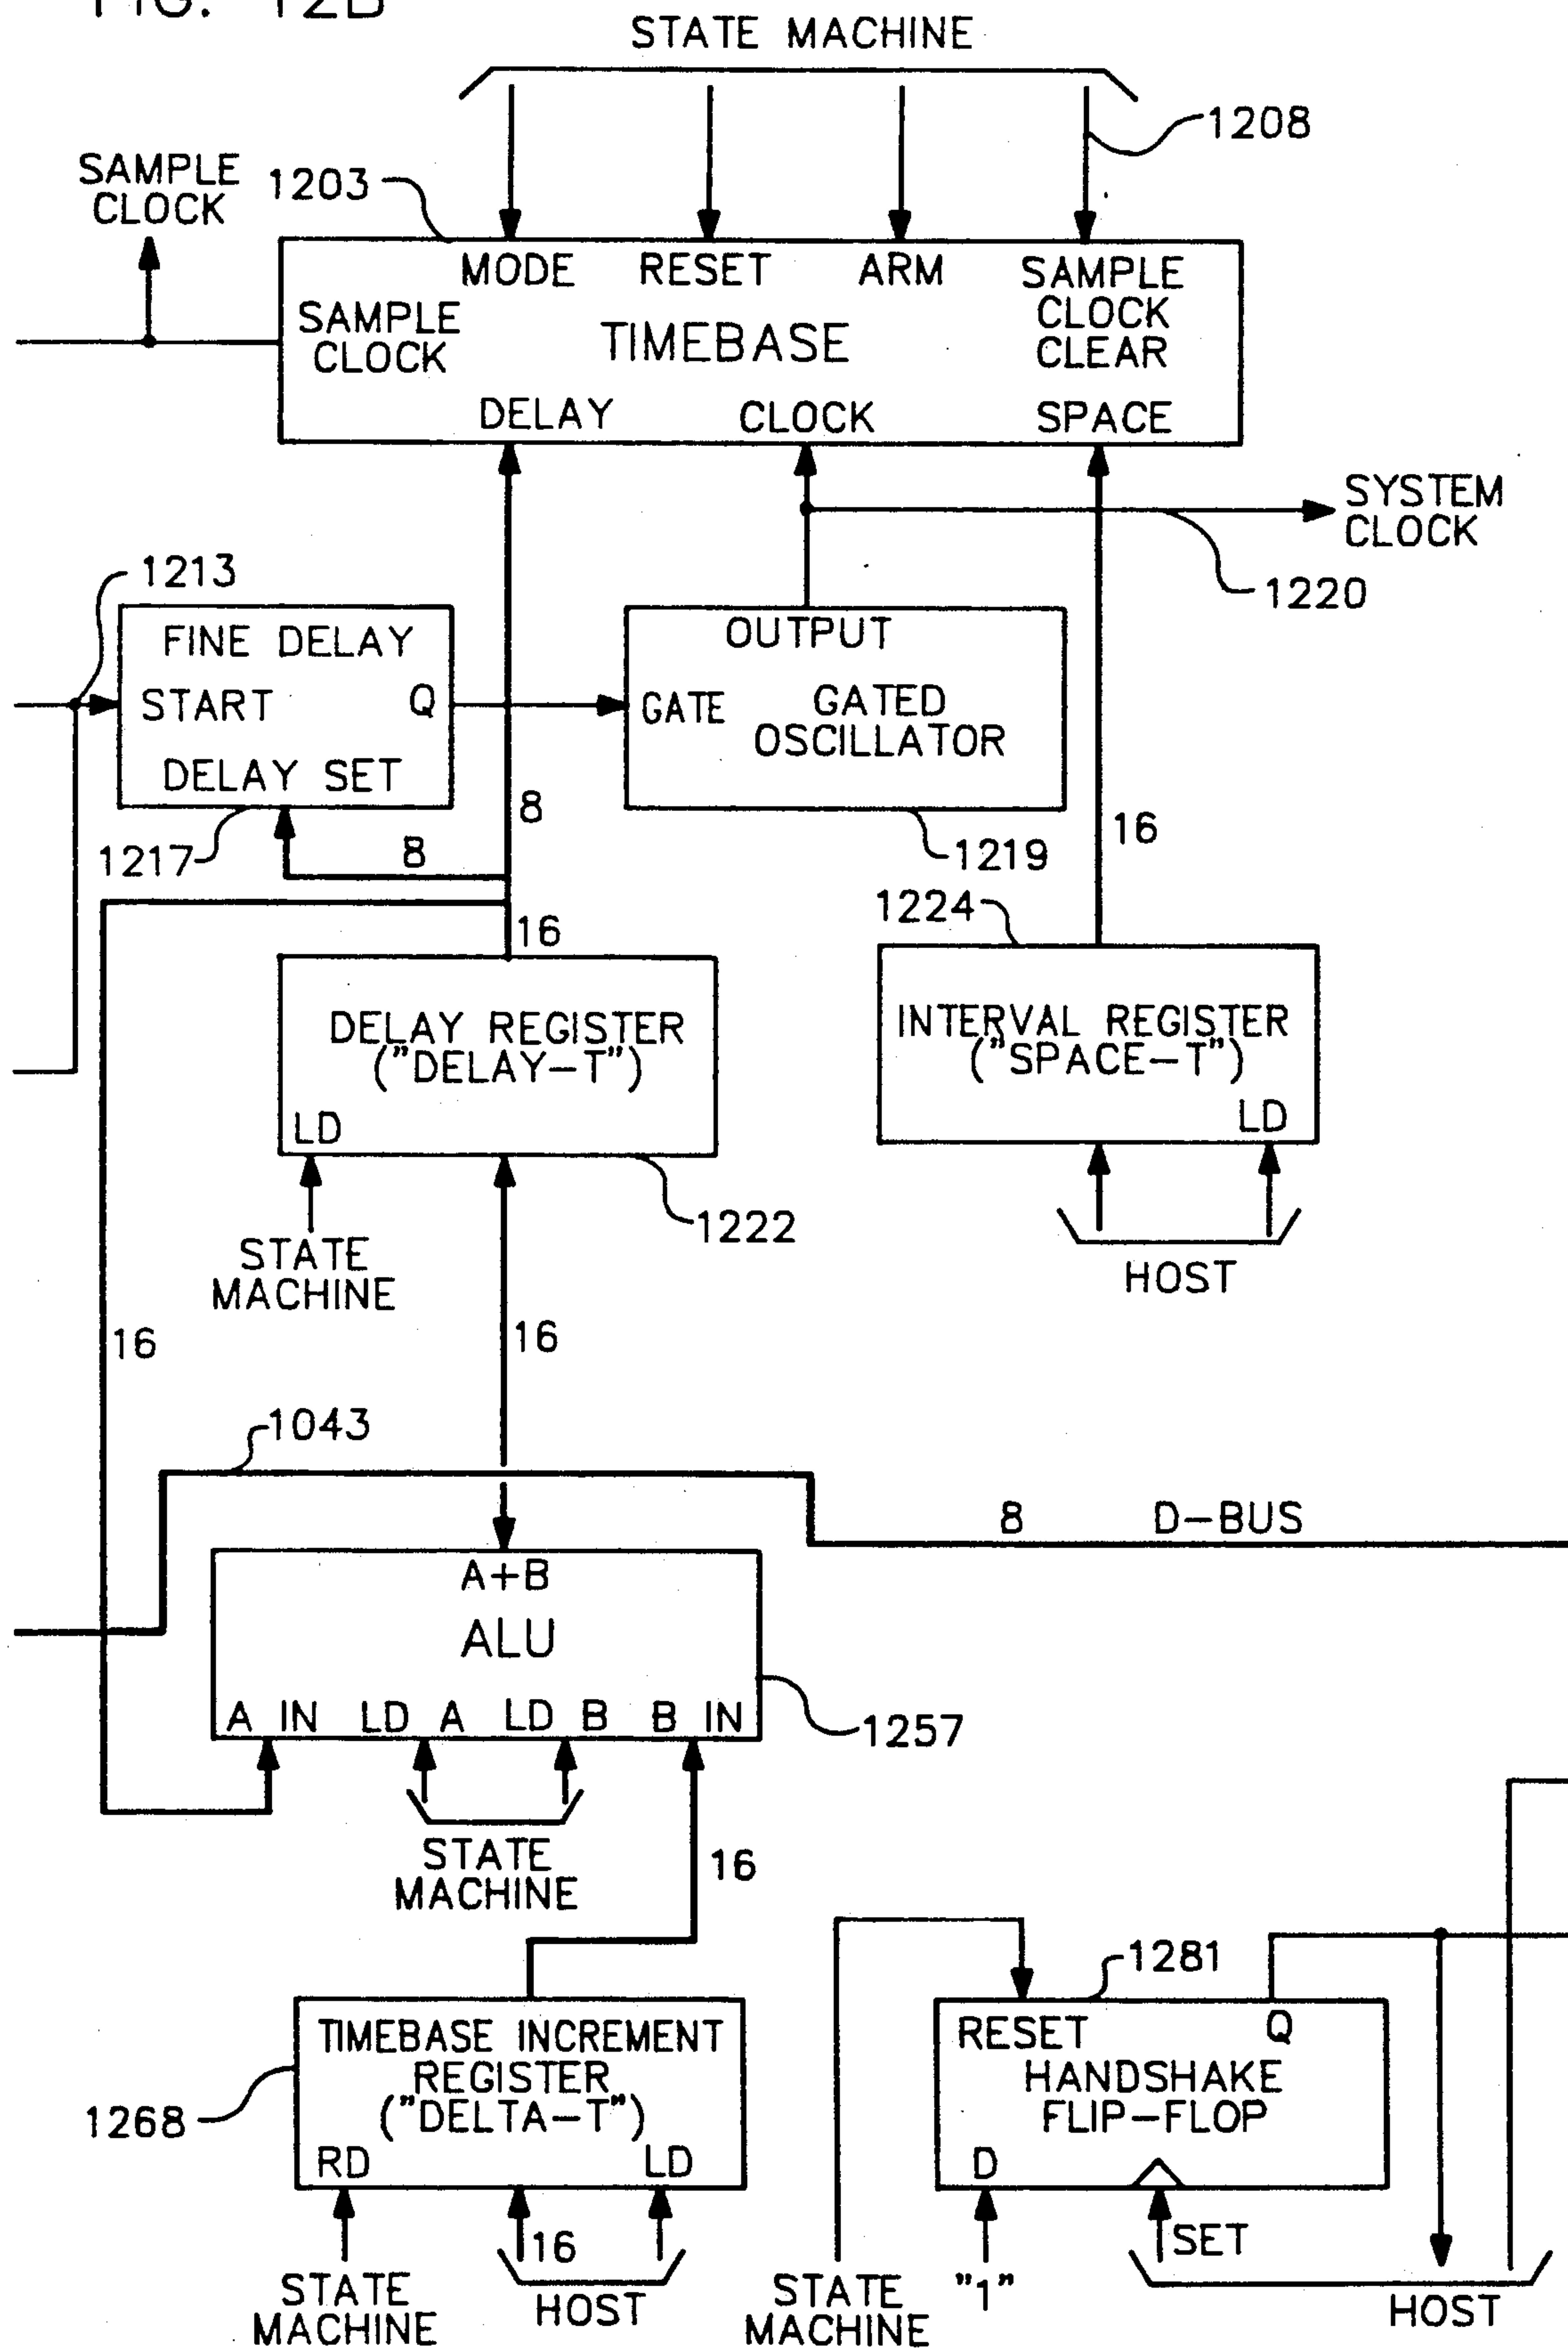 FIG. 12B
STATE MACHINE
1208
SAMPLE
CLOCK
1203
MODE RESET ARM SAMPLE
CLOCK
CLEAR
SAMPLE
CLOCK
TIMEBASE
DELAY CLOCK SPACE
SYSTEM
CLOCK
1220
1213
FINE DELAY
START Q
DELAY SET
OUTPUT
GATE GATED
OSCILLATOR
8
8
1217
1219
16
1224
16
DELAY REGISTER
("DELAY-T")
LD
INTERVAL REGISTER
("SPACE-T")
LD
1222
STATE
MACHINE
HOST
16
16
1043
8 D-BUS
A+B
ALU
A IN LD A LD B B IN
1257
STATE
MACHINE
16
1281
TIMEBASE INCREMENT
REGISTER
("DELTA-T")
RD LD
1268
RESET Q
HANDSHAKE
FLIP-FLOP
D
16
SET
STATE
MACHINE
HOST
STATE
MACHINE
"1"
HOST